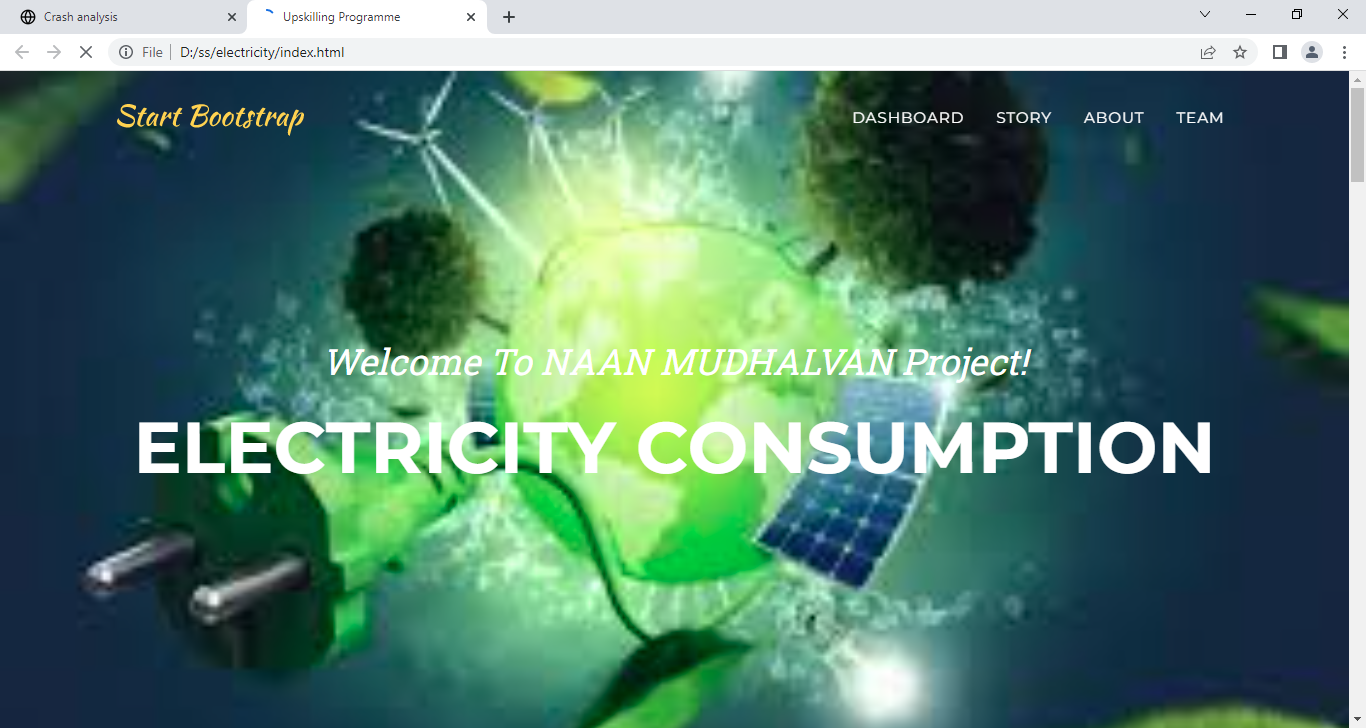 Crash analysis
Upskilling Programme
File
D:/ss/electricity/index.html
Start Bootstrap
DASHBOARD STORY ABOUT TEAM
Welcome To NAAN MUDHALVAN Project!
ELECTRICITY CONSUMPTION